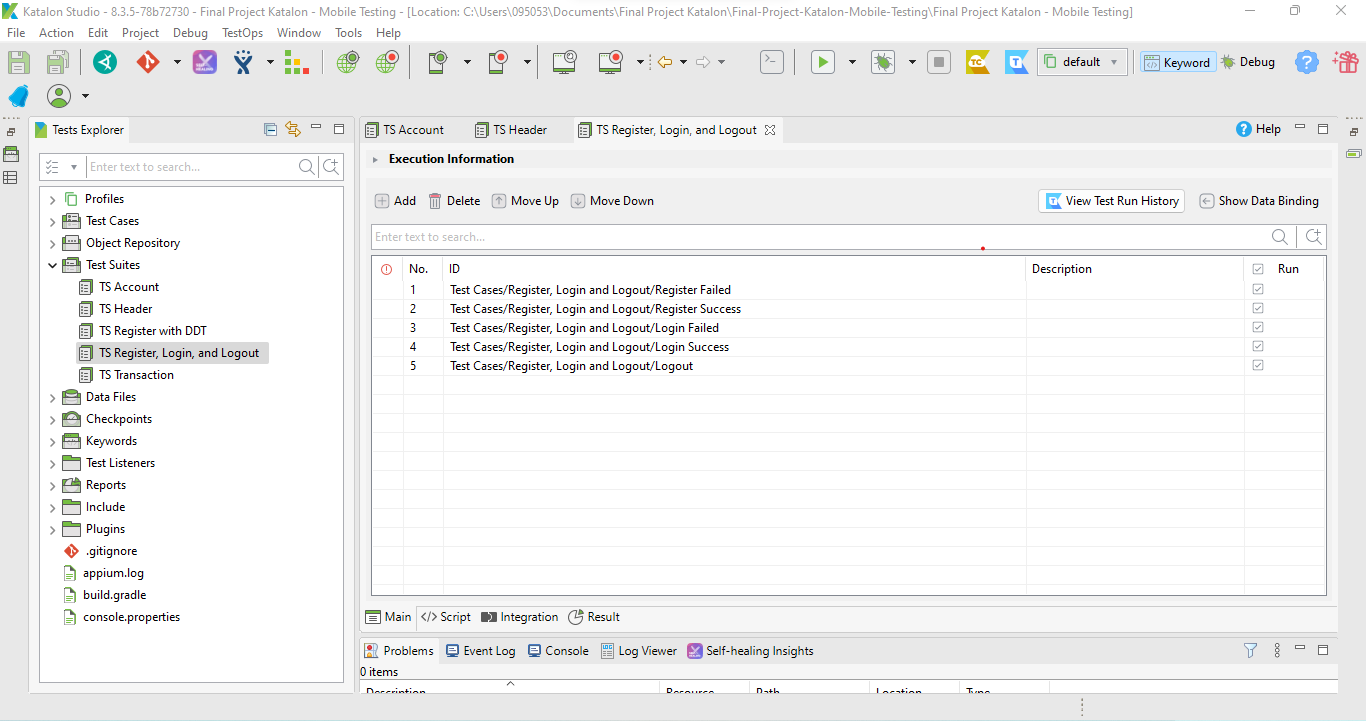 Katalon Studio - 8.3.5-78b72730 - Final Project Katalon - Mobile Testing - [Location: C:\Users\095053\Documents\Final Project Katalon\Final-Project-Katalon-Mobile-Testing\Final Project Katalon - Mobile Testing]
File Action Edit Project Debug TestOps Window Tools Help
TC T default Keyword Debug
Tests Explorer
Enter text to search...
Profiles
Test Cases
Object Repository
Test Suites
TS Account
TS Header
TS Register with DDT
TS Register, Login, and Logout
TS Transaction
Data Files
Checkpoints
Keywords
Test Listeners
Reports
Include
Plugins
.gitignore
appium.log
build.gradle
console.properties
TS Account TS Header TS Register, Login, and Logout Help
Execution Information
Add Delete Move Up Move Down View Test Run History Show Data Binding
Enter text to search...
No. ID Description Run
1 Test Cases/Register, Login and Logout/Register Failed
2 Test Cases/Register, Login and Logout/Register Success
3 Test Cases/Register, Login and Logout/Login Failed
4 Test Cases/Register, Login and Logout/Login Success
5 Test Cases/Register, Login and Logout/Logout
Main </> Script Integration Result
Problems Event Log Console Log Viewer Self-healing Insights
0 items
Description Resource Path Location Type